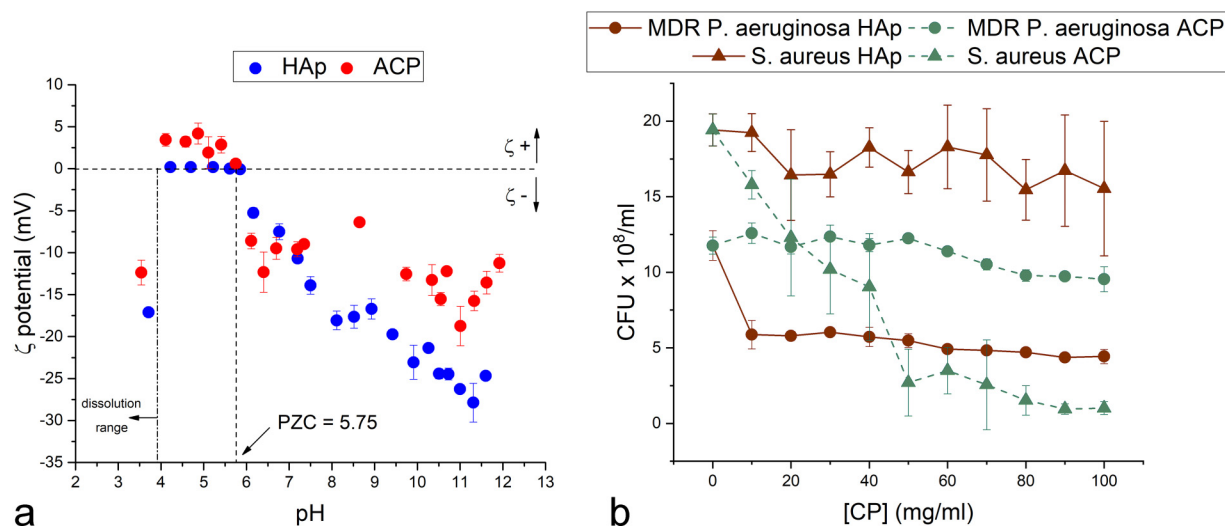 HAp ACP
10
5
0
-5
-10
-15
-20
-25
-30
-35
ζ potential (mV)
ζ +
ζ -
dissolution
range
PZC = 5.75
2 3 4 5 6 7 8 9 10 11 12 13
pH
a
MDR P. aeruginosa HAp MDR P. aeruginosa ACP
S. aureus HAp S. aureus ACP
20
15
10
5
0
CFU x 10⁸/ml
0 20 40 60 80 100
[CP] (mg/ml)
b